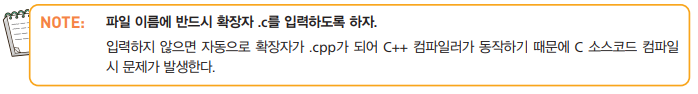 NOTE: 파일 이름에 반드시 확장자 .c를 입력하도록 하자.
입력하지 않으면 자동으로 확장자가 .cpp가 되어 C++ 컴파일러가 동작하기 때문에 C 소스코드 컴파일
시 문제가 발생한다.